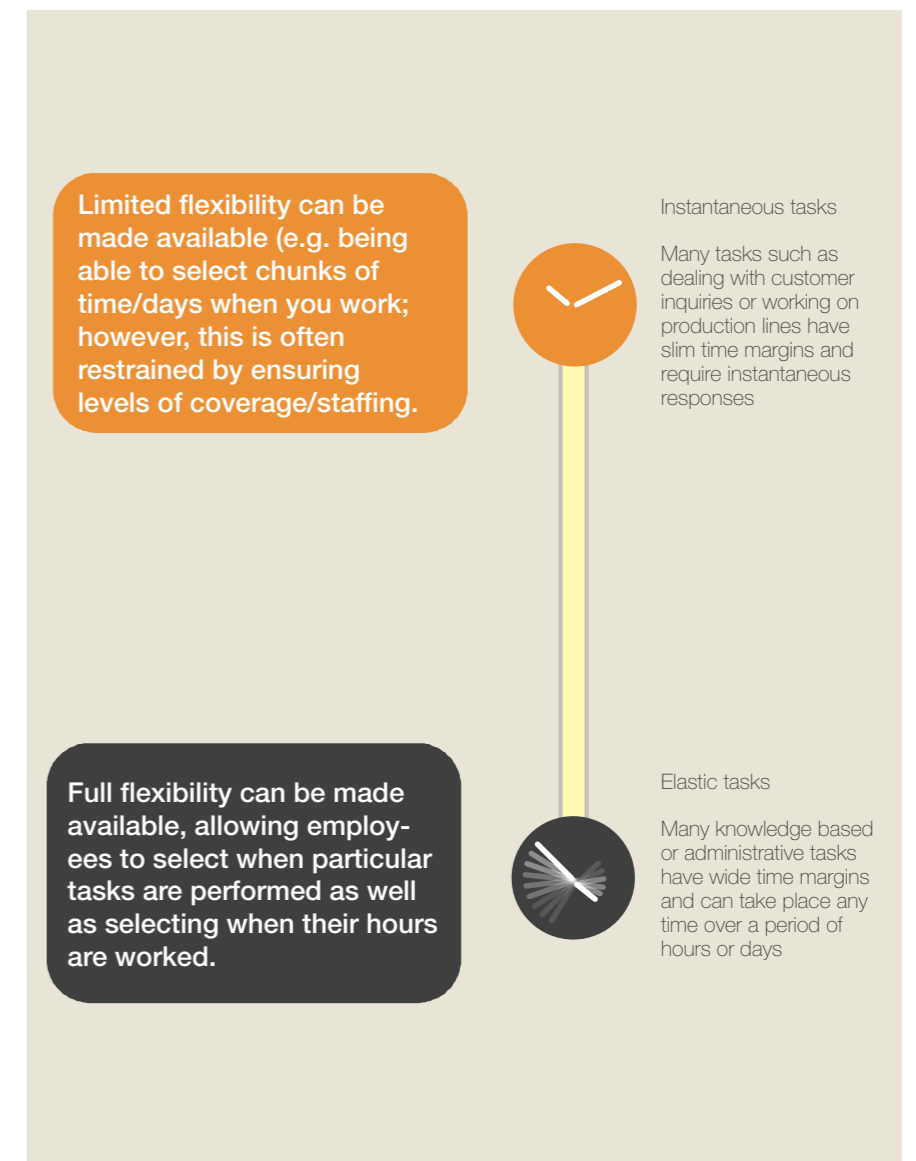 Limited flexibility can be
made available (e.g. being
able to select chunks of
time/days when you work;
however, this is often
restrained by ensuring
levels of coverage/staffing.
Instantaneous tasks
Many tasks such as
dealing with customer
inquiries or working on
production lines have
slim time margins and
require instantaneous
responses
Full flexibility can be made
available, allowing employ-
ees to select when particular
tasks are performed as well
as selecting when their hours
are worked.
Elastic tasks
Many knowledge based
or administrative tasks
have wide time margins
and can take place any
time over a period of
hours or days